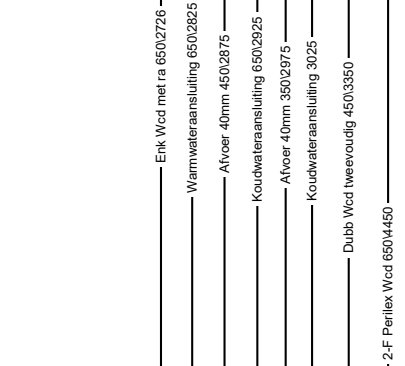 Enk Wcd met ra 650\2726
Warmwateraansluiting 650\2825
Afvoer 40mm 450\2875
Koudwateraansluiting 650\2925
Afvoer 40mm 350\2975
Koudwateraansluiting 3025
Dubb Wcd tweevoudig 450\3350
2-F Perilex Wcd 650\4450